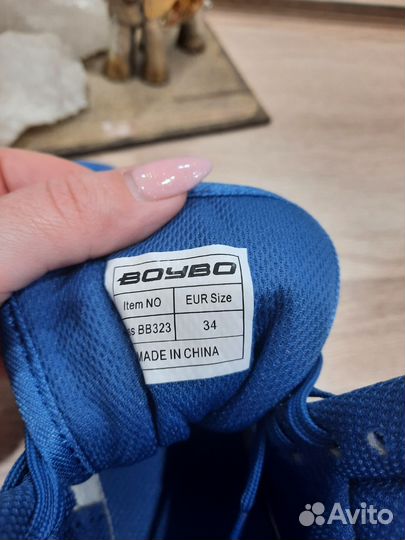 BOYBO
Item NO EUR Size
s BB323 34
MADE IN CHINA
Avito